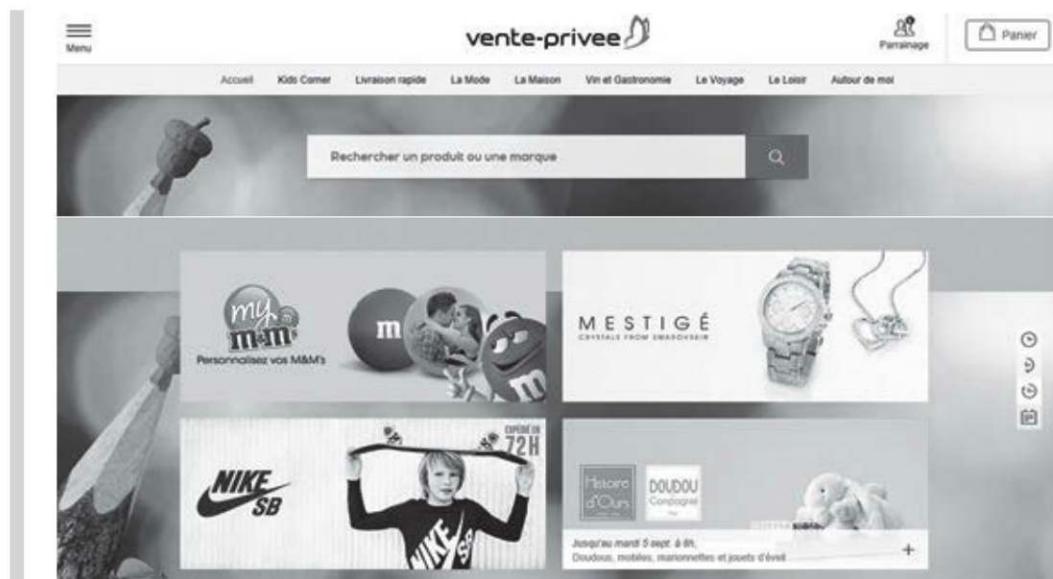 vente-privee
Menu
Parrainage
Panier
Accueil Kids Corner Livraison rapide La Mode La Maison Vin et Gastronomie Le Voyage Le Loisir Autour de moi
Rechercher un produit ou une marque
my
m&m's
Personnalisez vos M&M's
m
m
MESTIGÉ
CRYSTALS FROM SWAROVSKI®
NIKE
SB
EXPÉDIÉ EN
72H
NIKE
SB
Histoire
d'Ours
DOUDOU
Compagnie
Jusqu'au mardi 5 sept. à 6h,
Doudous, mobiles, marionnettes et jouets d'éveil
+